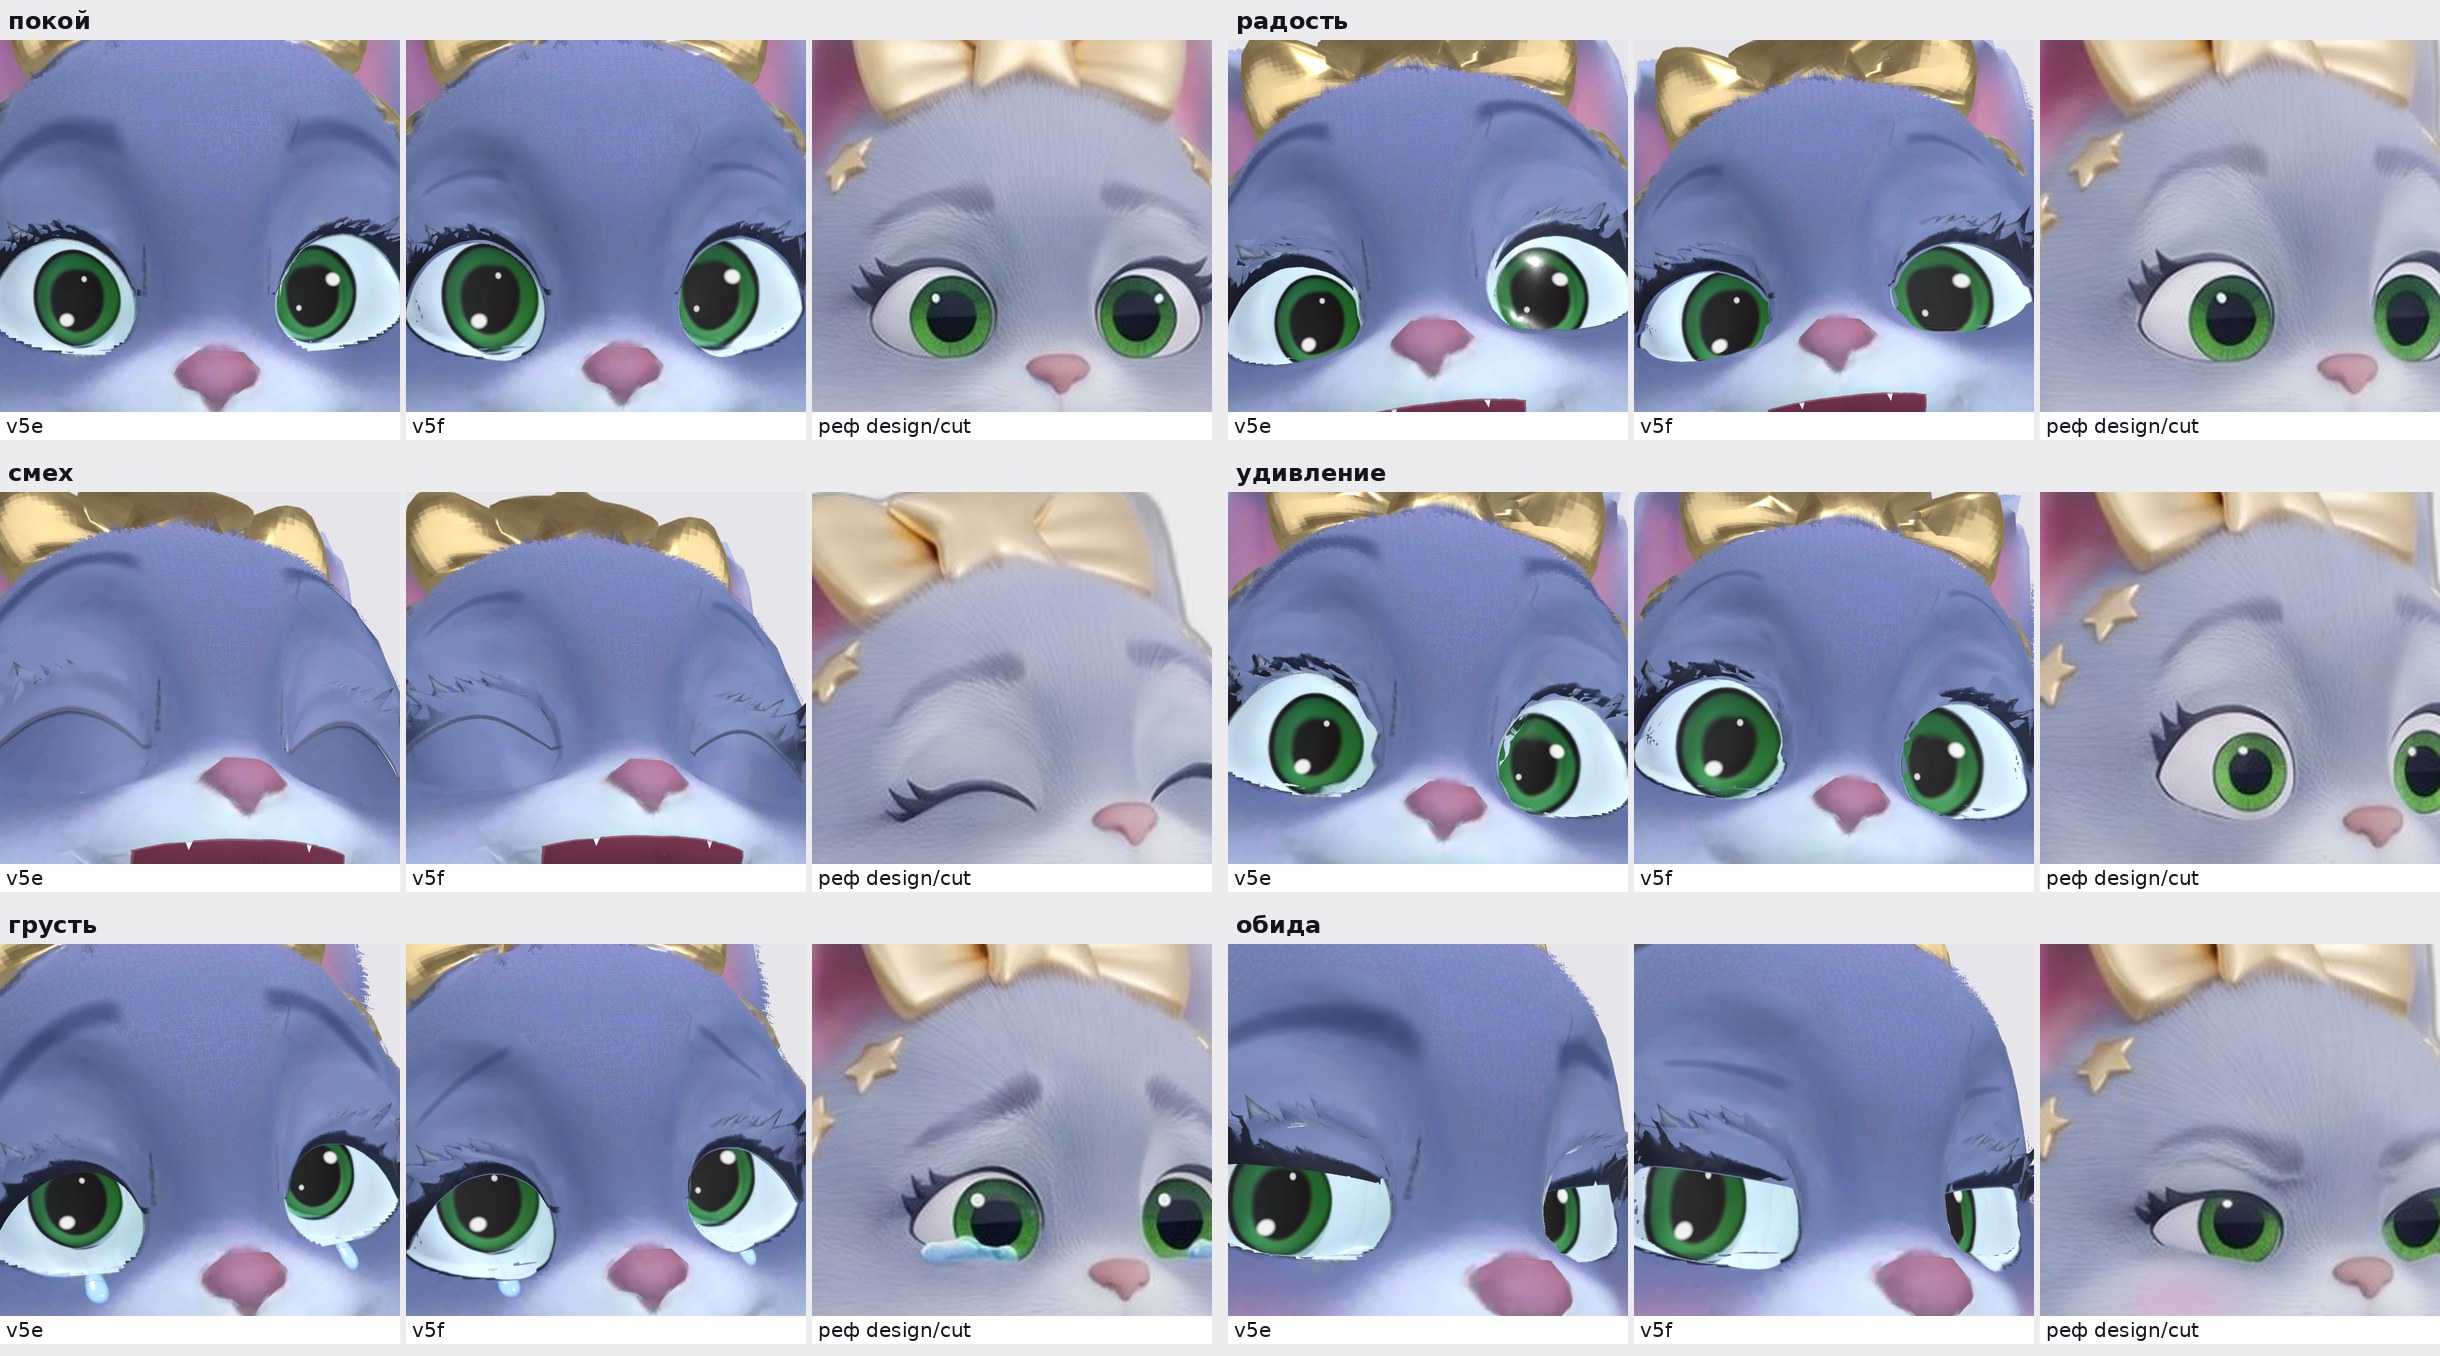 покой
радость
v5e
v5f
реф design/cut
v5e
v5f
реф design/cut
смех
удивление
v5e
v5f
реф design/cut
v5e
v5f
реф design/cut
грусть
обида
v5e
v5f
реф design/cut
v5e
v5f
реф design/cut